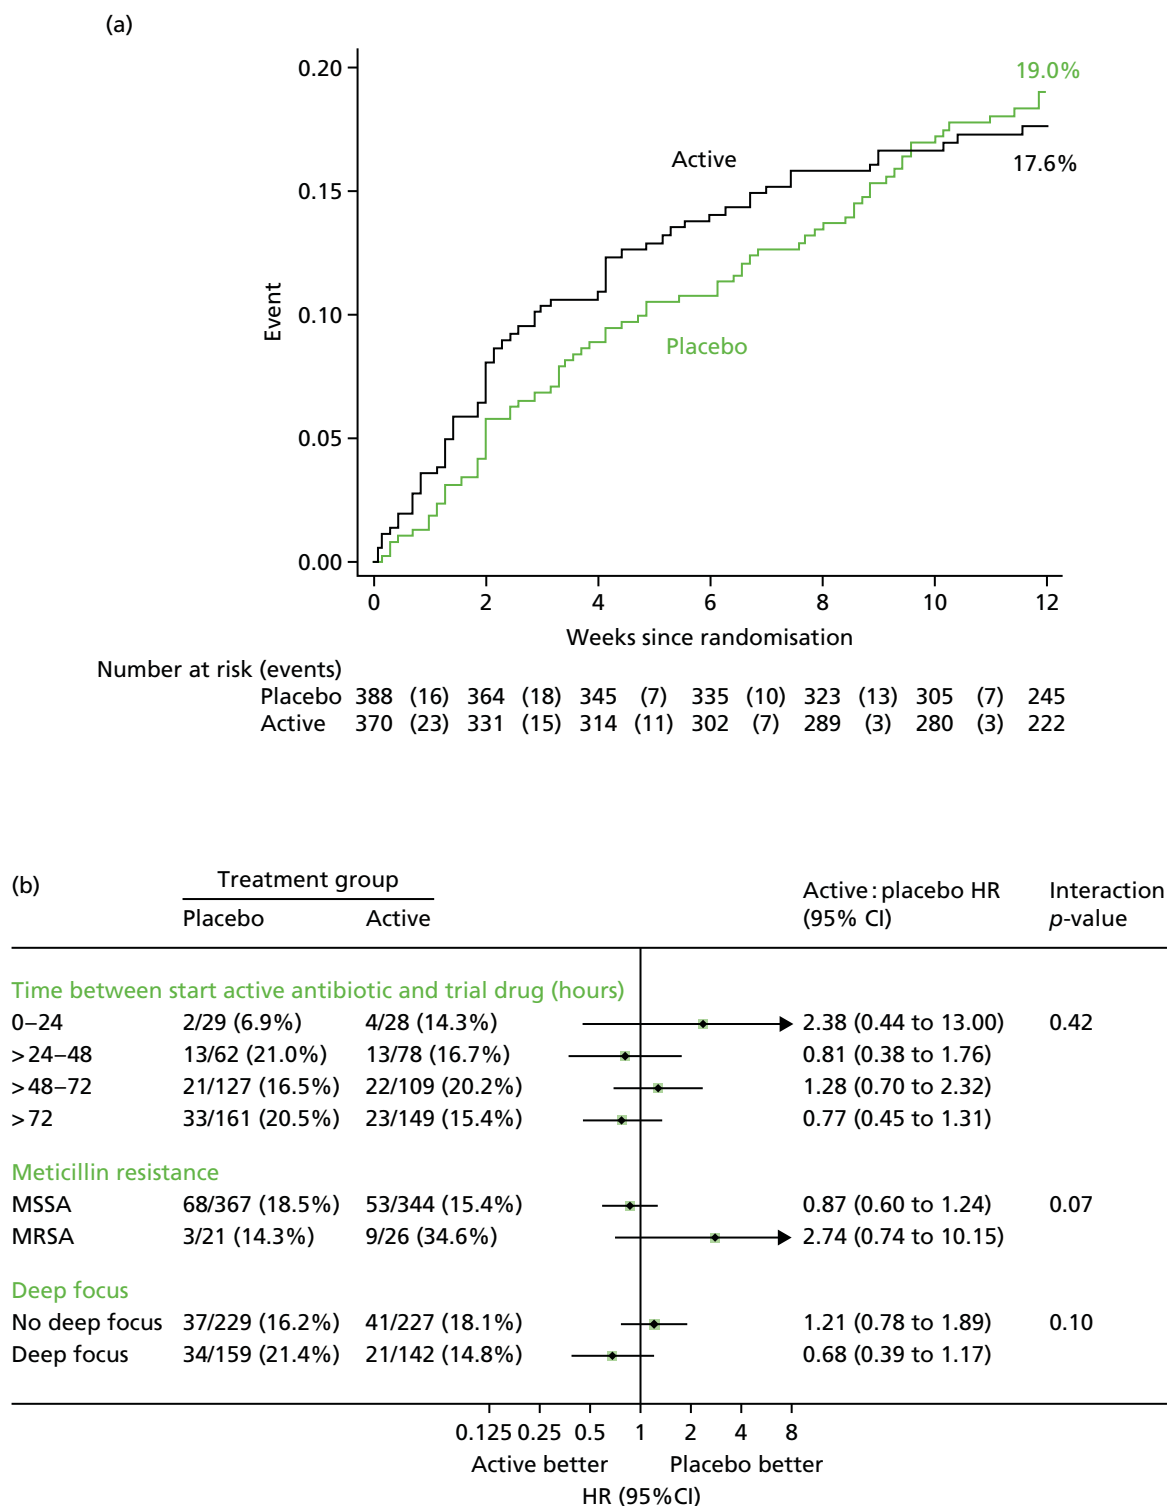 (a)
0.20
0.15
0.10
0.05
0.00
Event
19.0%
17.6%
Active
Placebo
0 2 4 6 8 10 12
Weeks since randomisation
Number at risk (events)
Placebo 388 (16) 364 (18) 345 (7) 335 (10) 323 (13) 305 (7) 245
Active 370 (23) 331 (15) 314 (11) 302 (7) 289 (3) 280 (3) 222
(b)
Treatment group
Placebo Active
Active : placebo HR (95% CI)
Interaction p-value
Time between start active antibiotic and trial drug (hours)
0–24 2/29 (6.9%) 4/28 (14.3%) 2.38 (0.44 to 13.00) 0.42
>24–48 13/62 (21.0%) 13/78 (16.7%) 0.81 (0.38 to 1.76)
>48–72 21/127 (16.5%) 22/109 (20.2%) 1.28 (0.70 to 2.32)
>72 33/161 (20.5%) 23/149 (15.4%) 0.77 (0.45 to 1.31)
Meticillin resistance
MSSA 68/367 (18.5%) 53/344 (15.4%) 0.87 (0.60 to 1.24) 0.07
MRSA 3/21 (14.3%) 9/26 (34.6%) 2.74 (0.74 to 10.15)
Deep focus
No deep focus 37/229 (16.2%) 41/227 (18.1%) 1.21 (0.78 to 1.89) 0.10
Deep focus 34/159 (21.4%) 21/142 (14.8%) 0.68 (0.39 to 1.17)
0.125 0.25 0.5 1 2 4 8
Active better Placebo better
HR (95%CI)